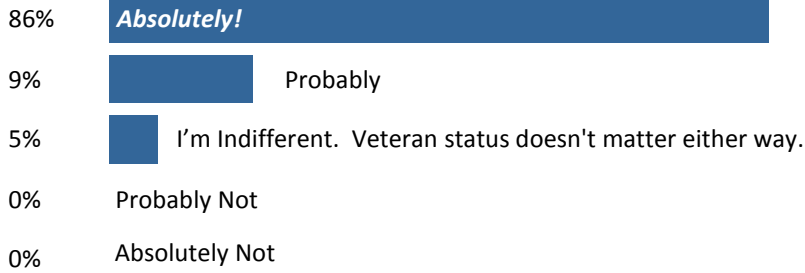 86% Absolutely!
9% Probably
5% I’m Indifferent.  Veteran status doesn't matter either way.
0% Probably Not
0% Absolutely Not